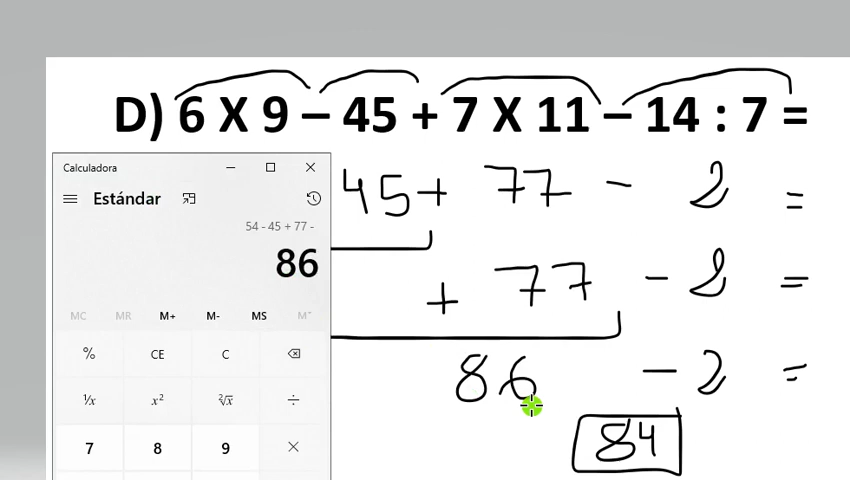 D) 6 X 9 – 45 + 7 X 11 – 14 : 7 =
Calculadora
Estándar
54 - 45 + 77 -
86
MC MR M+ M- MS M˅
% CE C
⅟x x² ²√x ÷
7 8 9 ×
45 + 77 - 2 =
+ 77 - 2 =
86 - 2 =
84